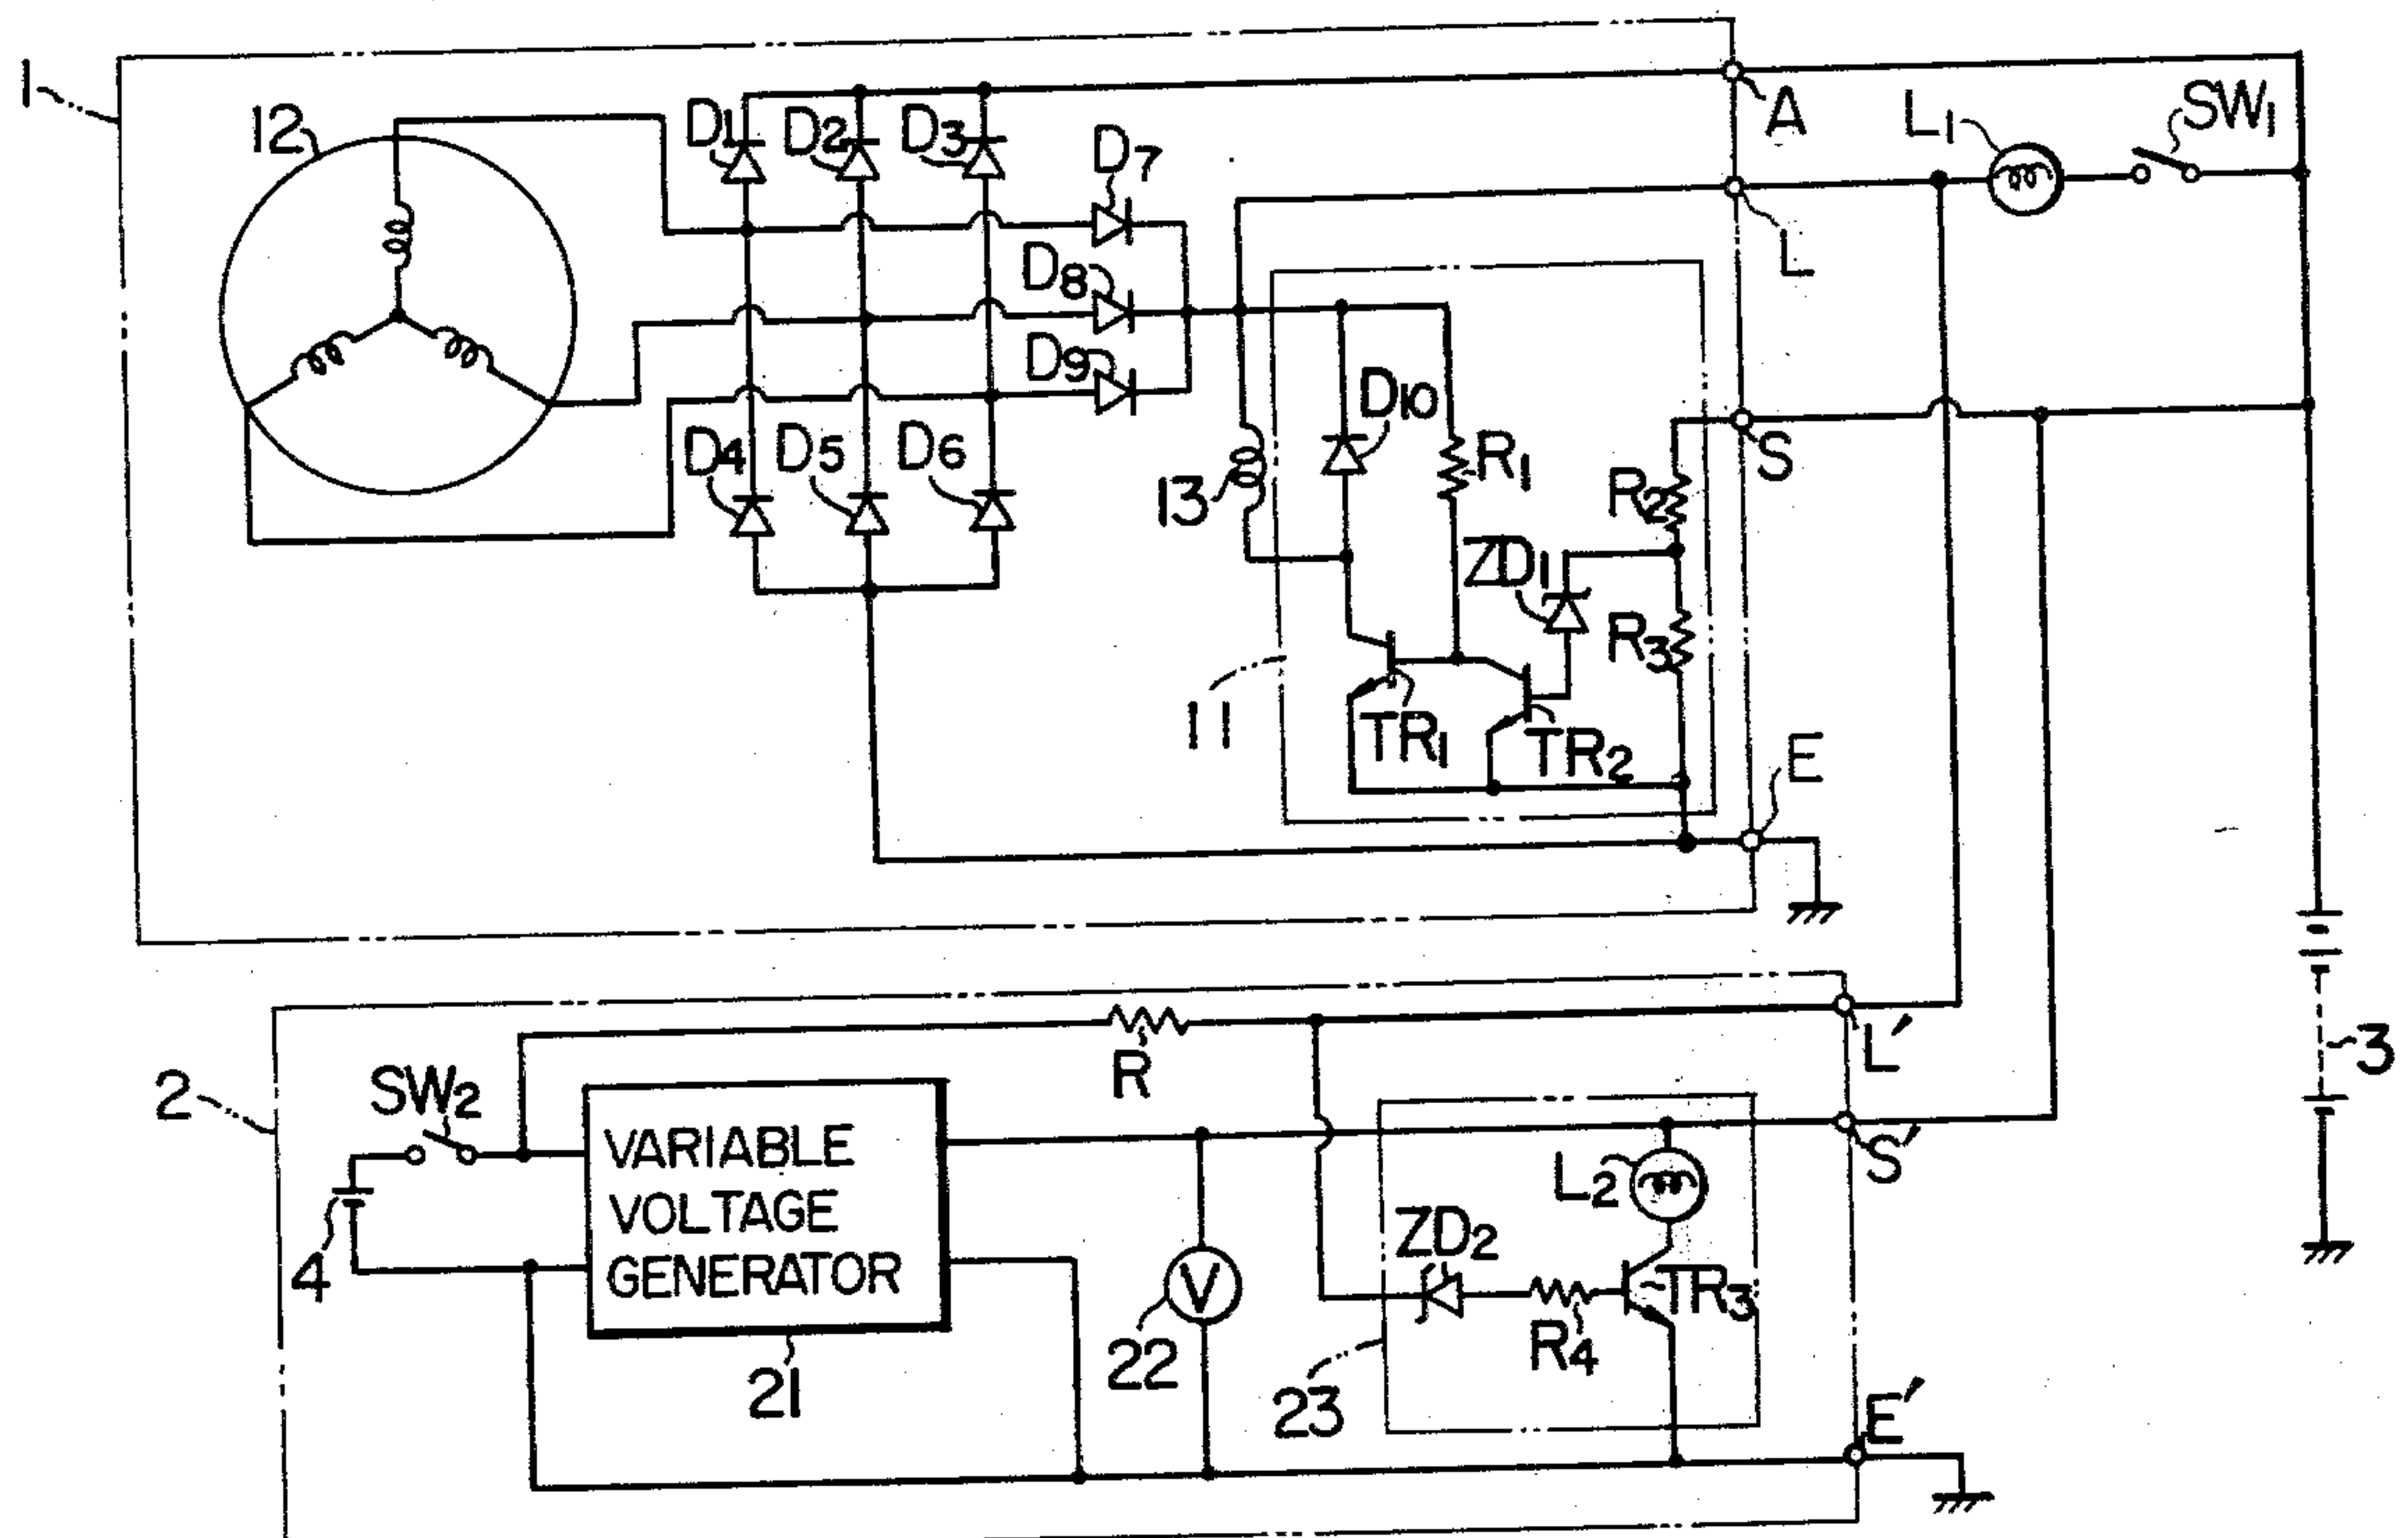 1
12
D1
D2
D3
D7
A
L1
SW1
D8
L
D9
D10
D4
D5
D6
13
R1
S
R2
ZD1
R3
11
TR1
TR2
E
2
SW2
R
L'
3
VARIABLE
VOLTAGE
GENERATOR
S'
L2
4
V
ZD2
TR3
21
22
R4
23
E'